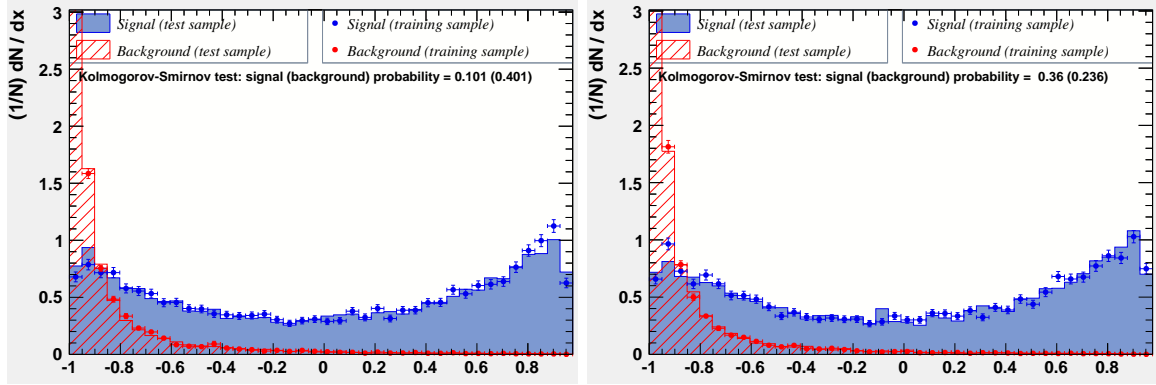 Signal (test sample)
Background (test sample)
Signal (training sample)
Background (training sample)
Kolmogorov-Smirnov test: signal (background) probability = 0.101 (0.401)
(1/N) dN / dx
3
2.5
2
1.5
1
0.5
0
-1 -0.8 -0.6 -0.4 -0.2 0 0.2 0.4 0.6 0.8
Signal (test sample)
Background (test sample)
Signal (training sample)
Background (training sample)
Kolmogorov-Smirnov test: signal (background) probability = 0.36 (0.236)
(1/N) dN / dx
3
2.5
2
1.5
1
0.5
0
-1 -0.8 -0.6 -0.4 -0.2 0 0.2 0.4 0.6 0.8